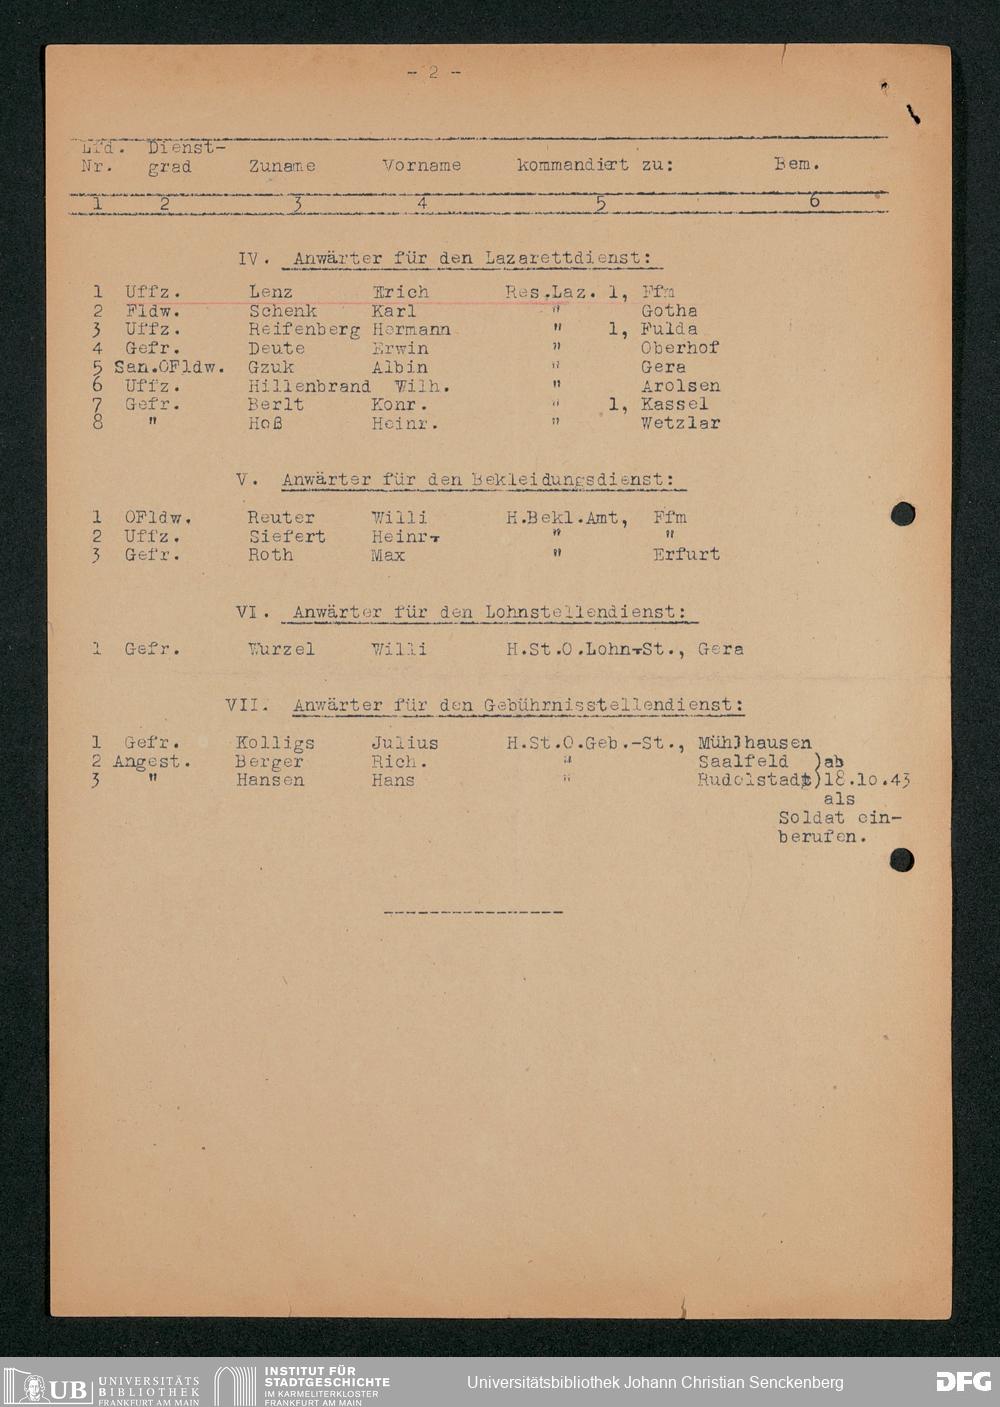 - 2 -
Lfd. Dienst-
Nr. grad Zuname Vorname kommandiert zu: Bem.
1 2 3 4 5 6
IV. Anwärter für den Lazarettdienst:
1 Uffz. Lenz Erich Res.Laz. 1, Ffm
2 Fldw. Schenk Karl " Gotha
3 Uffz. Reifenberg Hermann " 1, Fulda
4 Gefr. Deute Erwin " Oberhof
5 San.OFldw. Gzuk Albin " Gera
6 Uffz. Hillenbrand Wilh. " Arolsen
7 Gefr. Berlt Konr. " 1, Kassel
8 " Hoß Heinr. " Wetzlar
V. Anwärter für den Bekleidungsdienst:
1 OFldw. Reuter Willi H.Bekl.Amt, Ffm
2 Uffz. Siefert Heinr. " "
3 Gefr. Roth Max " Erfurt
VI. Anwärter für den Lohnstellendienst:
1 Gefr. Wurzel Willi H.St.O.Lohn-St., Gera
VII. Anwärter für den Gebührnisstellendienst:
1 Gefr. Kolligs Julius H.St.O.Geb.-St., Mühlhausen
2 Angest. Berger Rich. " Saalfeld )ab
3 " Hansen Hans " Rudolstadt)18.10.43
als
Soldat ein-
berufen.
UB UNIVERSITÄTS
BIBLIOTHEK
FRANKFURT AM MAIN
INSTITUT FÜR
STADTGESCHICHTE
IM KARMELITERKLOSTER
FRANKFURT AM MAIN
Universitätsbibliothek Johann Christian Senckenberg
DFG